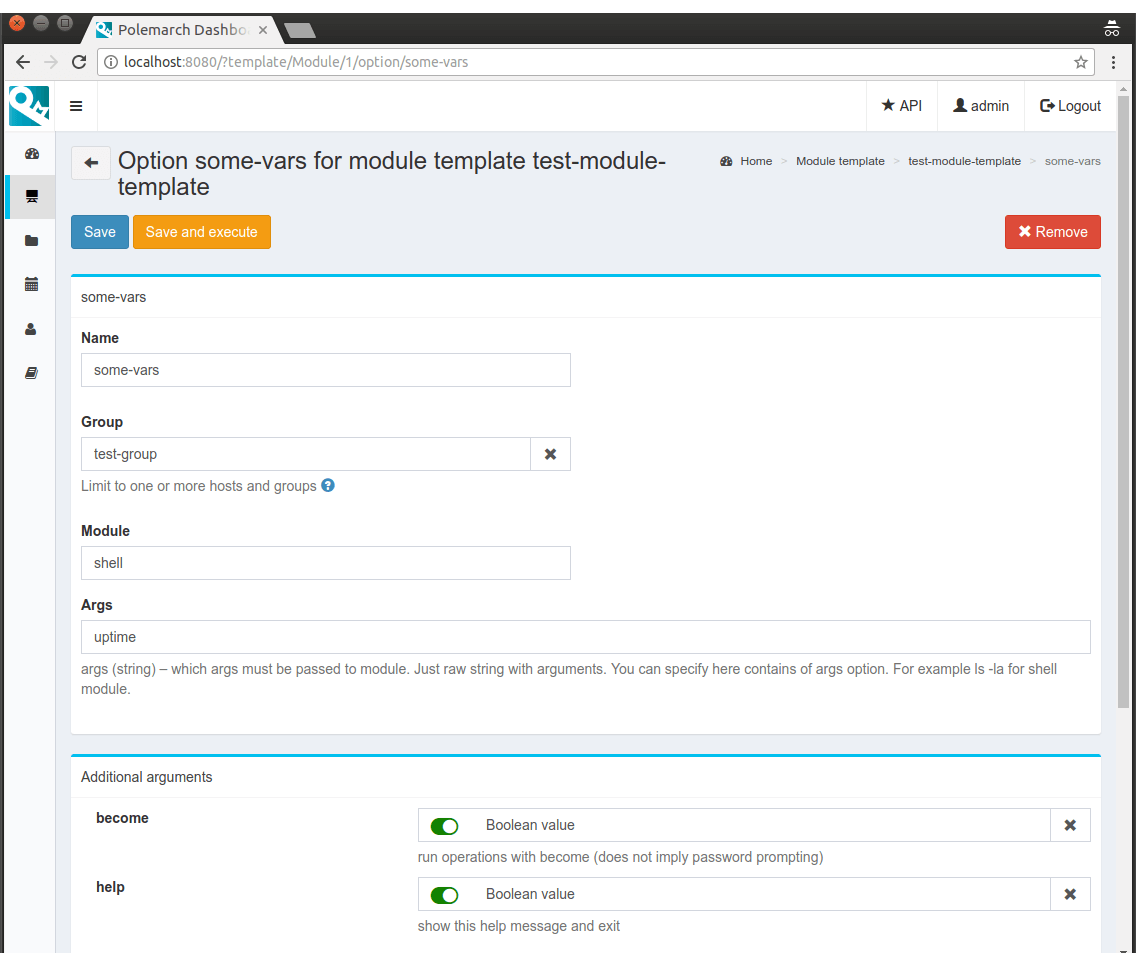 Polemarch Dashbo
localhost:8080/?template/Module/1/option/some-vars
API
admin
Logout
Option some-vars for module template test-module-
template
Home > Module template > test-module-template > some-vars
Save
Save and execute
Remove
some-vars
Name
some-vars
Group
test-group
Limit to one or more hosts and groups
Module
shell
Args
uptime
args (string) – which args must be passed to module. Just raw string with arguments. You can specify here contains of args option. For example ls -la for shell
module.
Additional arguments
become
Boolean value
run operations with become (does not imply password prompting)
help
Boolean value
show this help message and exit